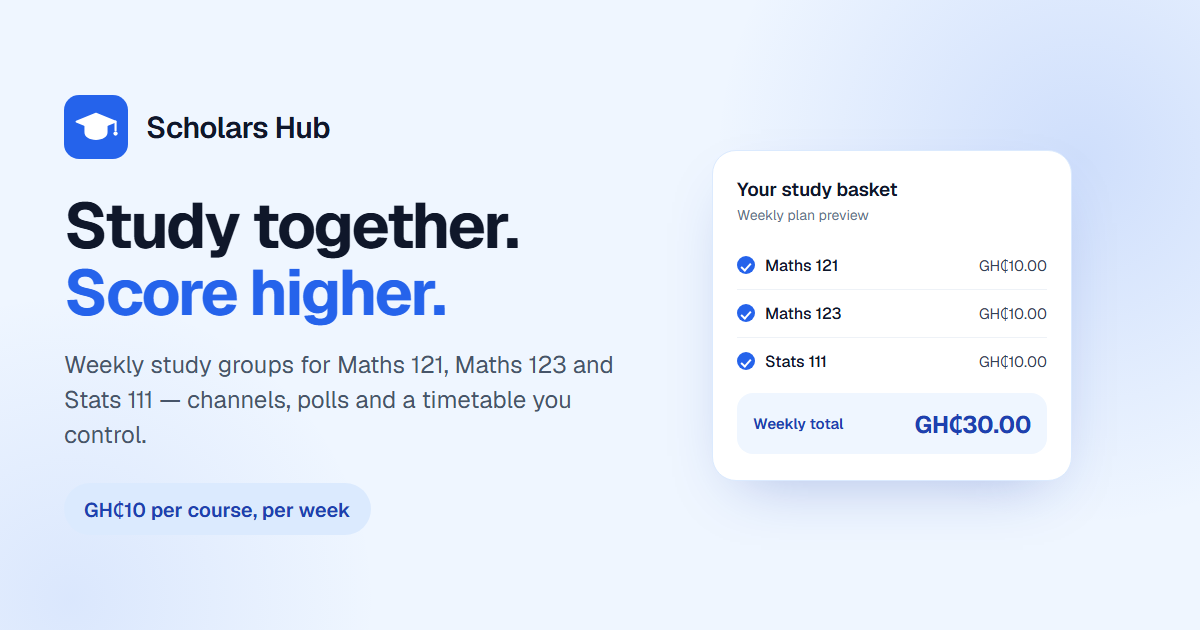 Scholars Hub
Study together.
Score higher.
Weekly study groups for Maths 121, Maths 123 and
Stats 111 — channels, polls and a timetable you
control.
GH₵10 per course, per week
Your study basket
Weekly plan preview
Maths 121 GH₵10.00
Maths 123 GH₵10.00
Stats 111 GH₵10.00
Weekly total GH₵30.00